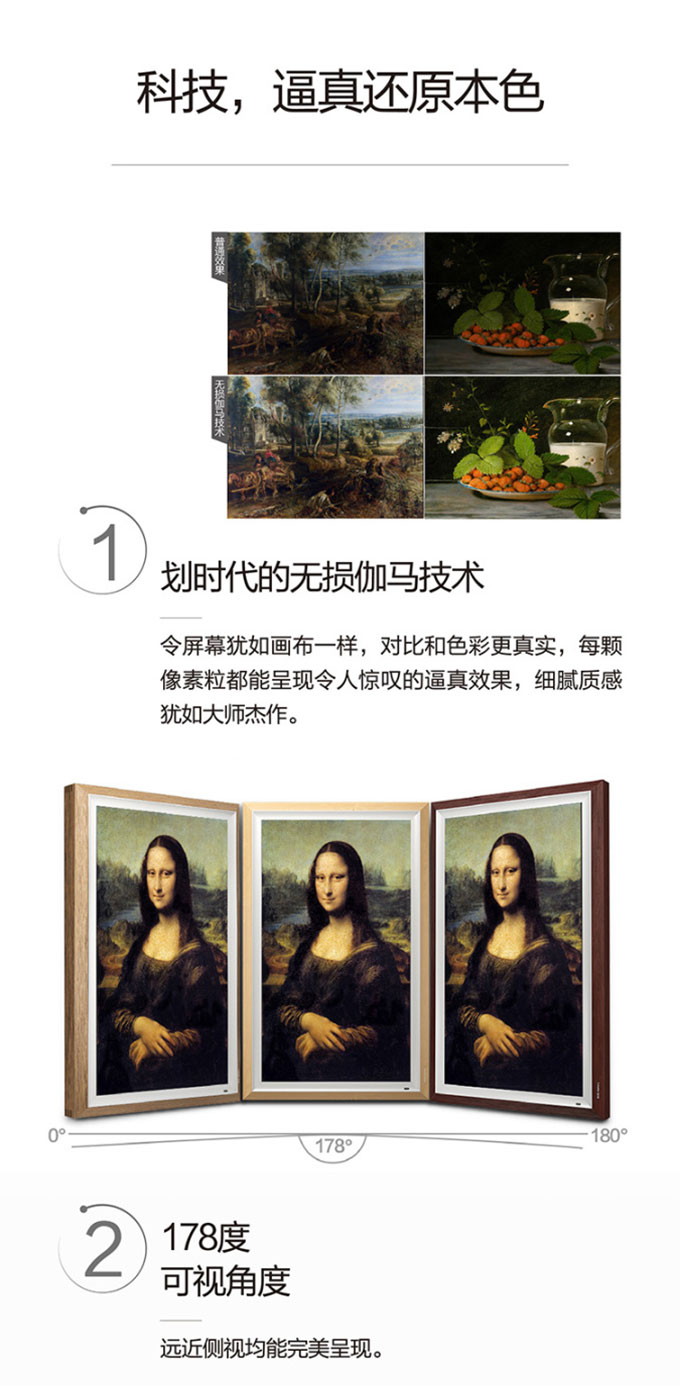 科技，逼真还原本色
普通效果
无损伽马技术
1
划时代的无损伽马技术
令屏幕犹如画布一样，对比和色彩更真实，每颗
像素粒都能呈现令人惊叹的逼真效果，细腻质感
犹如大师杰作。
0°
178°
180°
2
178度
可视角度
远近侧视均能完美呈现。